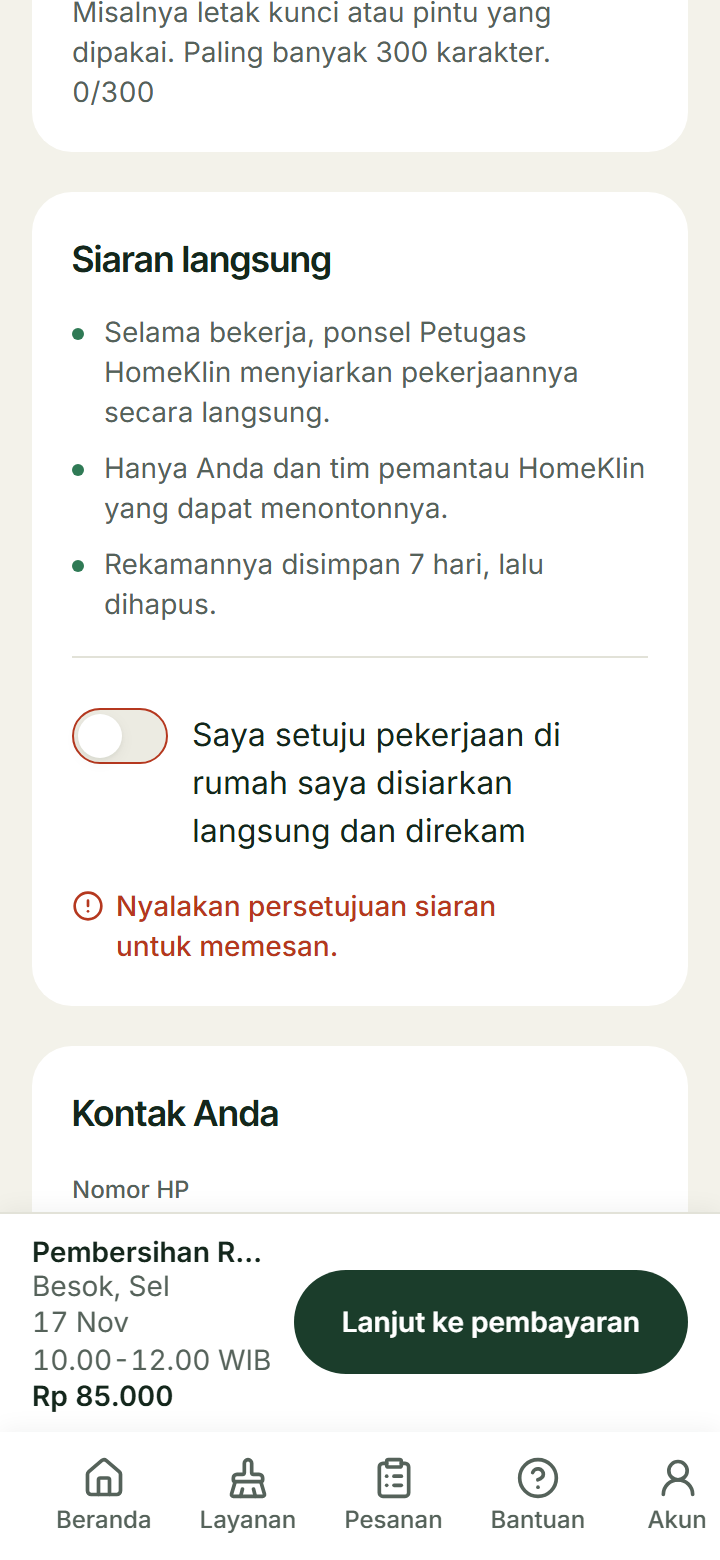 Misalnya letak kunci atau pintu yang
dipakai. Paling banyak 300 karakter.
0/300
Siaran langsung
Selama bekerja, ponsel Petugas
HomeKlin menyiarkan pekerjaannya
secara langsung.
Hanya Anda dan tim pemantau HomeKlin
yang dapat menontonnya.
Rekamannya disimpan 7 hari, lalu
dihapus.
Saya setuju pekerjaan di
rumah saya disiarkan
langsung dan direkam
Nyalakan persetujuan siaran
untuk memesan.
Kontak Anda
Nomor HP
Pembersihan R...
Besok, Sel
17 Nov
10.00-12.00 WIB
Rp 85.000
Lanjut ke pembayaran
Beranda
Layanan
Pesanan
Bantuan
Akun